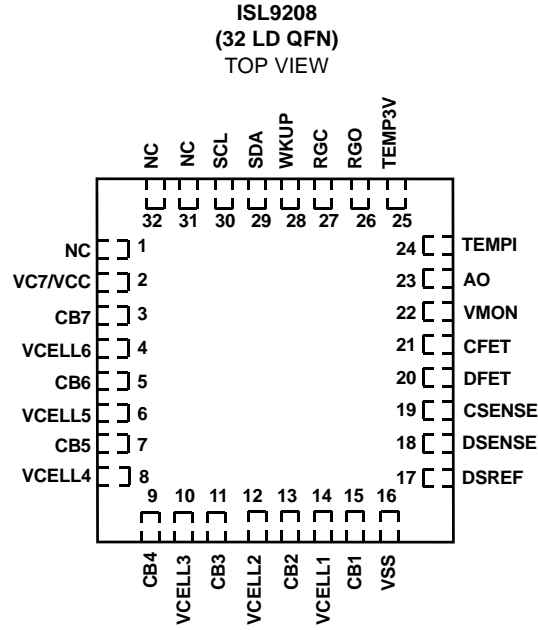 ISL9208
(32 LD QFN)
TOP VIEW
NC
NC
SCL
SDA
WKUP
RGC
RGO
TEMP3V
32
31
30
29
28
27
26
25
NC
1
VC7/VCC
2
CB7
3
VCELL6
4
CB6
5
VCELL5
6
CB5
7
VCELL4
8
24
TEMPI
23
AO
22
VMON
21
CFET
20
DFET
19
CSENSE
18
DSENSE
17
DSREF
9
10
11
12
13
14
15
16
CB4
VCELL3
CB3
VCELL2
CB2
VCELL1
CB1
VSS